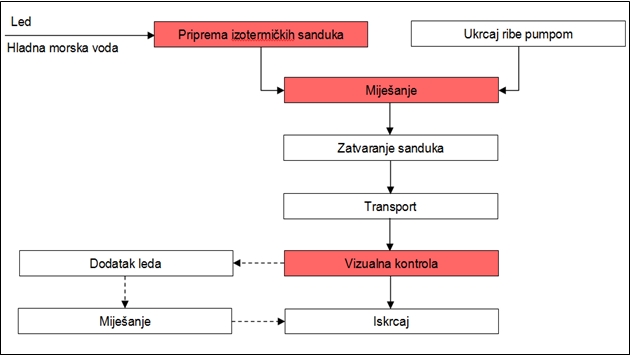 Led
Hladna morska voda
Priprema izotermičkih sanduka
Ukrcaj ribe pumpom
Miješanje
Zatvaranje sanduka
Transport
Vizualna kontrola
Dodatak leda
Miješanje
Iskrcaj